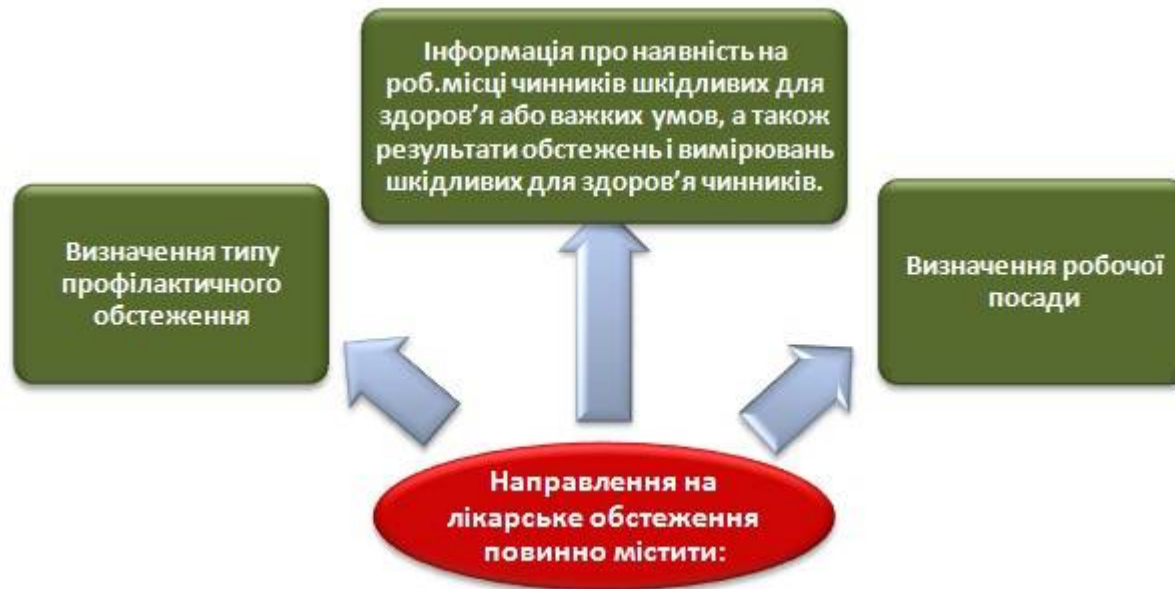 Інформація про наявність на
роб.місці чинників шкідливих для
здоров’я або важких умов, а також
результати обстежень і вимірювань
шкідливих для здоров’я чинників.
Визначення типу
профілактичного
обстеження
Визначення робочої
посади
Направлення на
лікарське обстеження
повинно містити: